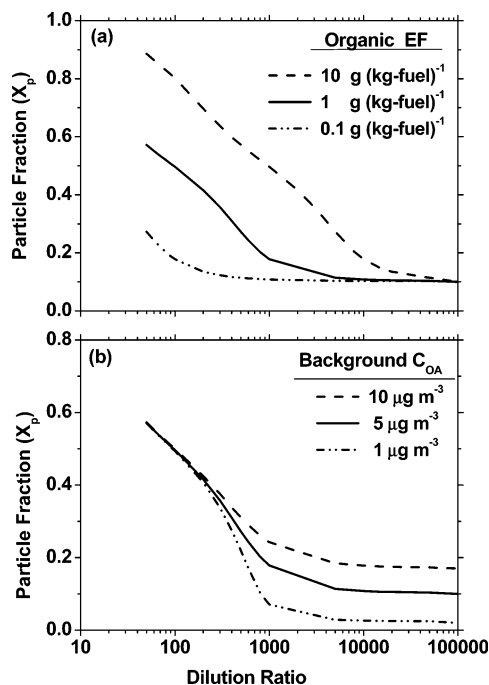 (a)
Organic EF
10 g (kg-fuel)⁻¹
1 g (kg-fuel)⁻¹
0.1 g (kg-fuel)⁻¹
Particle Fraction (Xₚ)
1.0
0.8
0.6
0.4
0.2
0.0
(b)
Background C_OA
10 μg m⁻³
5 μg m⁻³
1 μg m⁻³
Particle Fraction (Xₚ)
0.8
0.6
0.4
0.2
0.0
10 100 1000 10000 100000
Dilution Ratio